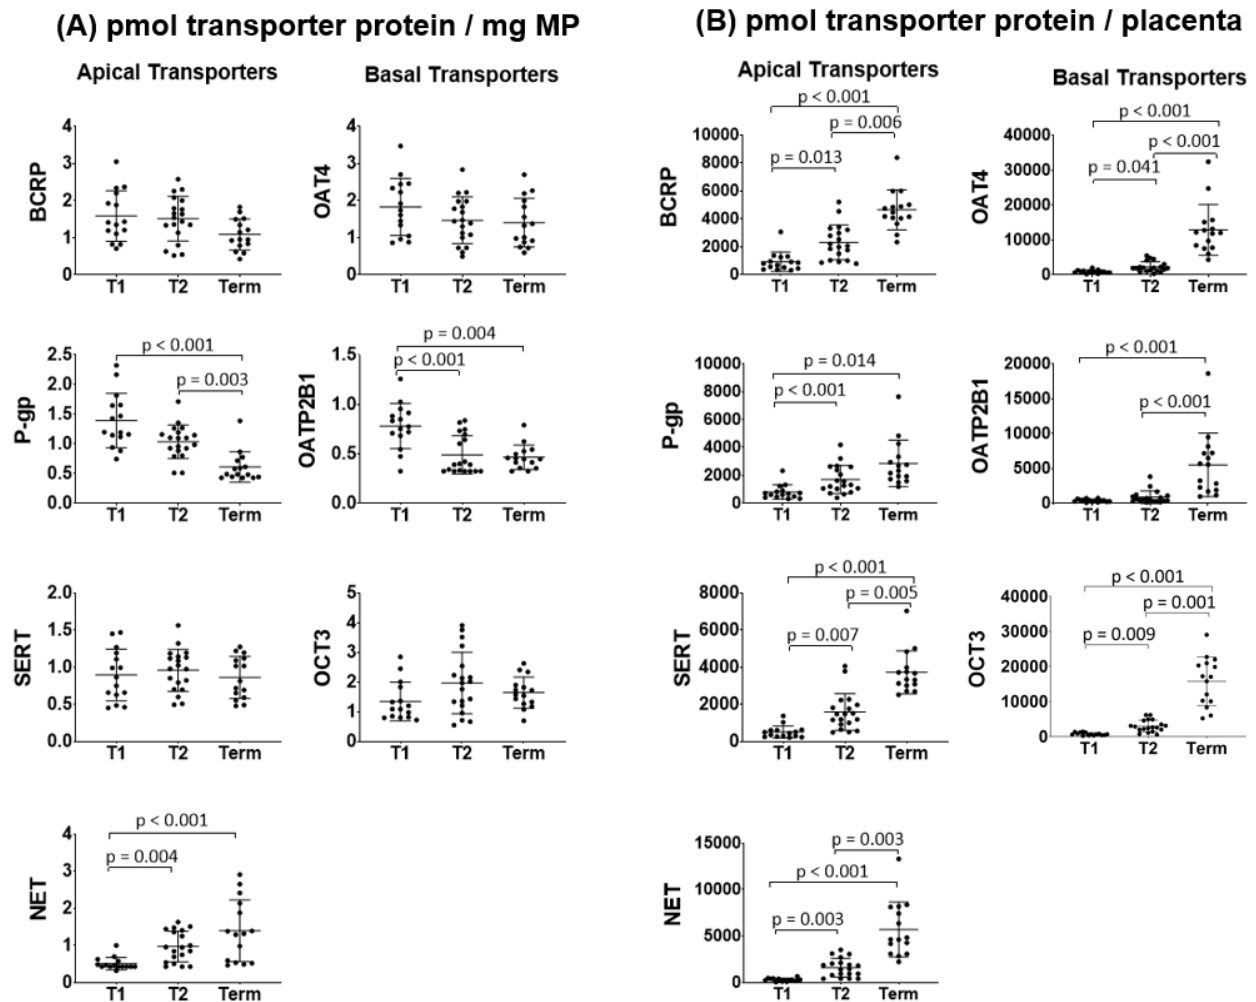 (A) pmol transporter protein / mg MP
Apical Transporters
Basal Transporters
BCRP
4
3
2
1
0
T1 T2 Term
OAT4
4
3
2
1
0
T1 T2 Term
P-gp
2.5
2.0
1.5
1.0
0.5
0.0
p < 0.001
p = 0.003
T1 T2 Term
OATP2B1
1.5
1.0
0.5
0.0
p = 0.004
p < 0.001
T1 T2 Term
SERT
2.0
1.5
1.0
0.5
0.0
T1 T2 Term
OCT3
5
4
3
2
1
0
T1 T2 Term
NET
4
3
2
1
0
p < 0.001
p = 0.004
T1 T2 Term
(B) pmol transporter protein / placenta
Apical Transporters
Basal Transporters
BCRP
10000
8000
6000
4000
2000
0
p < 0.001
p = 0.006
p = 0.013
T1 T2 Term
OAT4
40000
30000
20000
10000
0
p < 0.001
p < 0.001
p = 0.041
T1 T2 Term
P-gp
10000
8000
6000
4000
2000
0
p = 0.014
p < 0.001
T1 T2 Term
OATP2B1
20000
15000
10000
5000
0
p < 0.001
p < 0.001
T1 T2 Term
SERT
8000
6000
4000
2000
0
p < 0.001
p = 0.005
p = 0.007
T1 T2 Term
OCT3
40000
30000
20000
10000
0
p < 0.001
p = 0.001
p = 0.009
T1 T2 Term
NET
15000
10000
5000
0
p = 0.003
p < 0.001
p = 0.003
T1 T2 Term